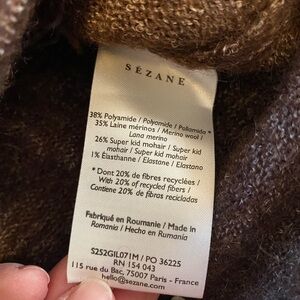 SÉZANE
38% Polyamide / Polyamide / Poliamida *
35% Laine mérinos / Merino wool /
Lana merino
26% Super kid mohair / Super kid
mohair / Super kid mohair
1% Élasthanne / Elastane / Elastano
* Dont 20% de fibres recyclées /
With 20% of recycled fibers /
Contiene 20% de fibras recicladas
Fabriqué en Roumanie / Made in
Romania / Hecho en Rumanía
S252GIL071M / PO 36225
RN 154 043
115 rue du Bac, 75007 Paris - France
hello@sezane.com